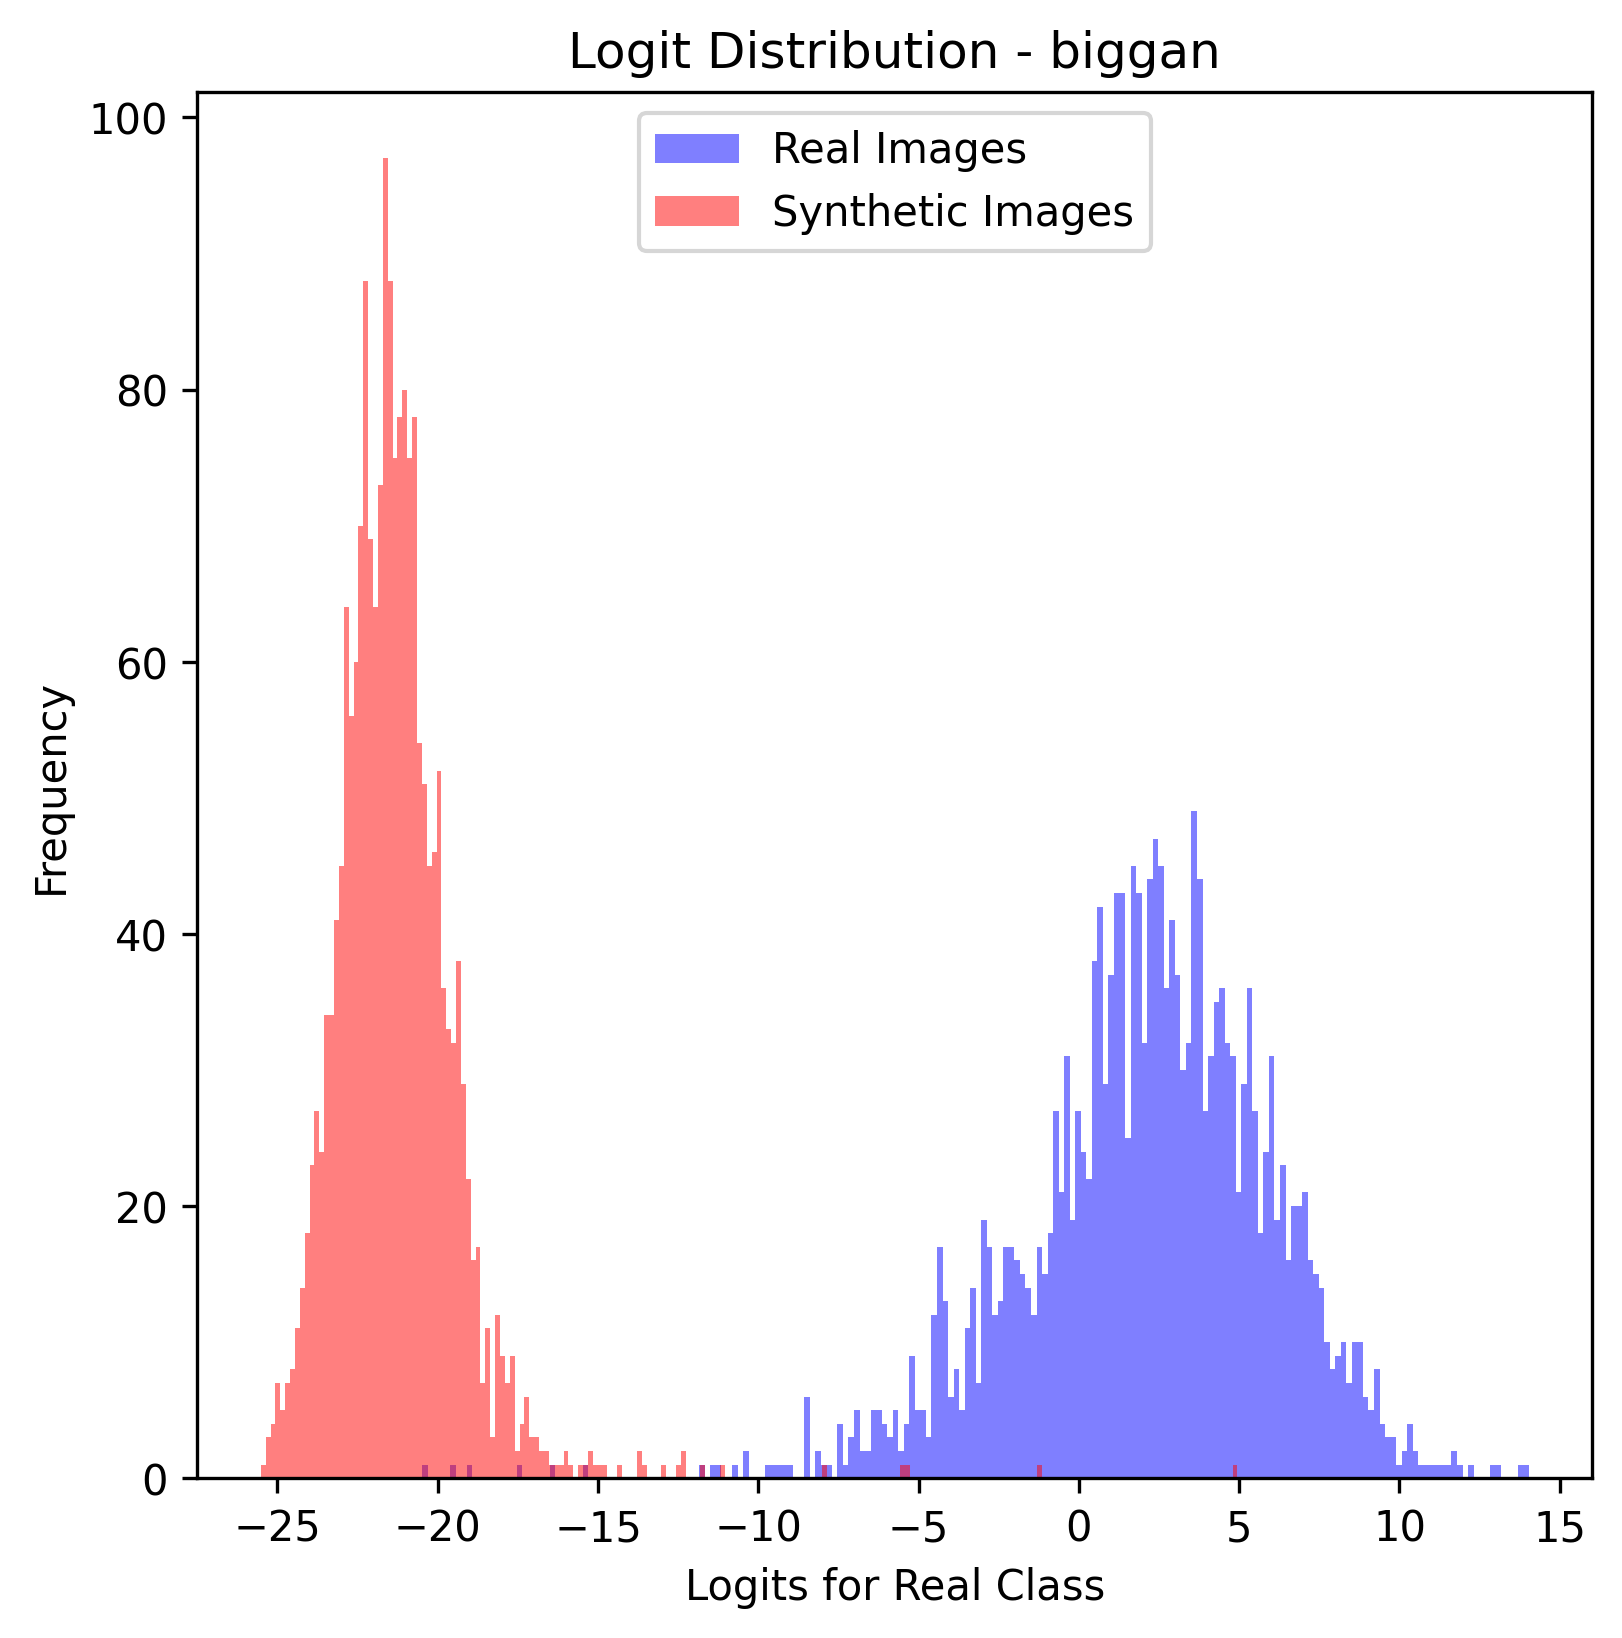 Logit Distribution - biggan
Real Images
Synthetic Images
Frequency
100
80
60
40
20
0
−25 −20 −15 −10 −5 0 5 10 15
Logits for Real Class